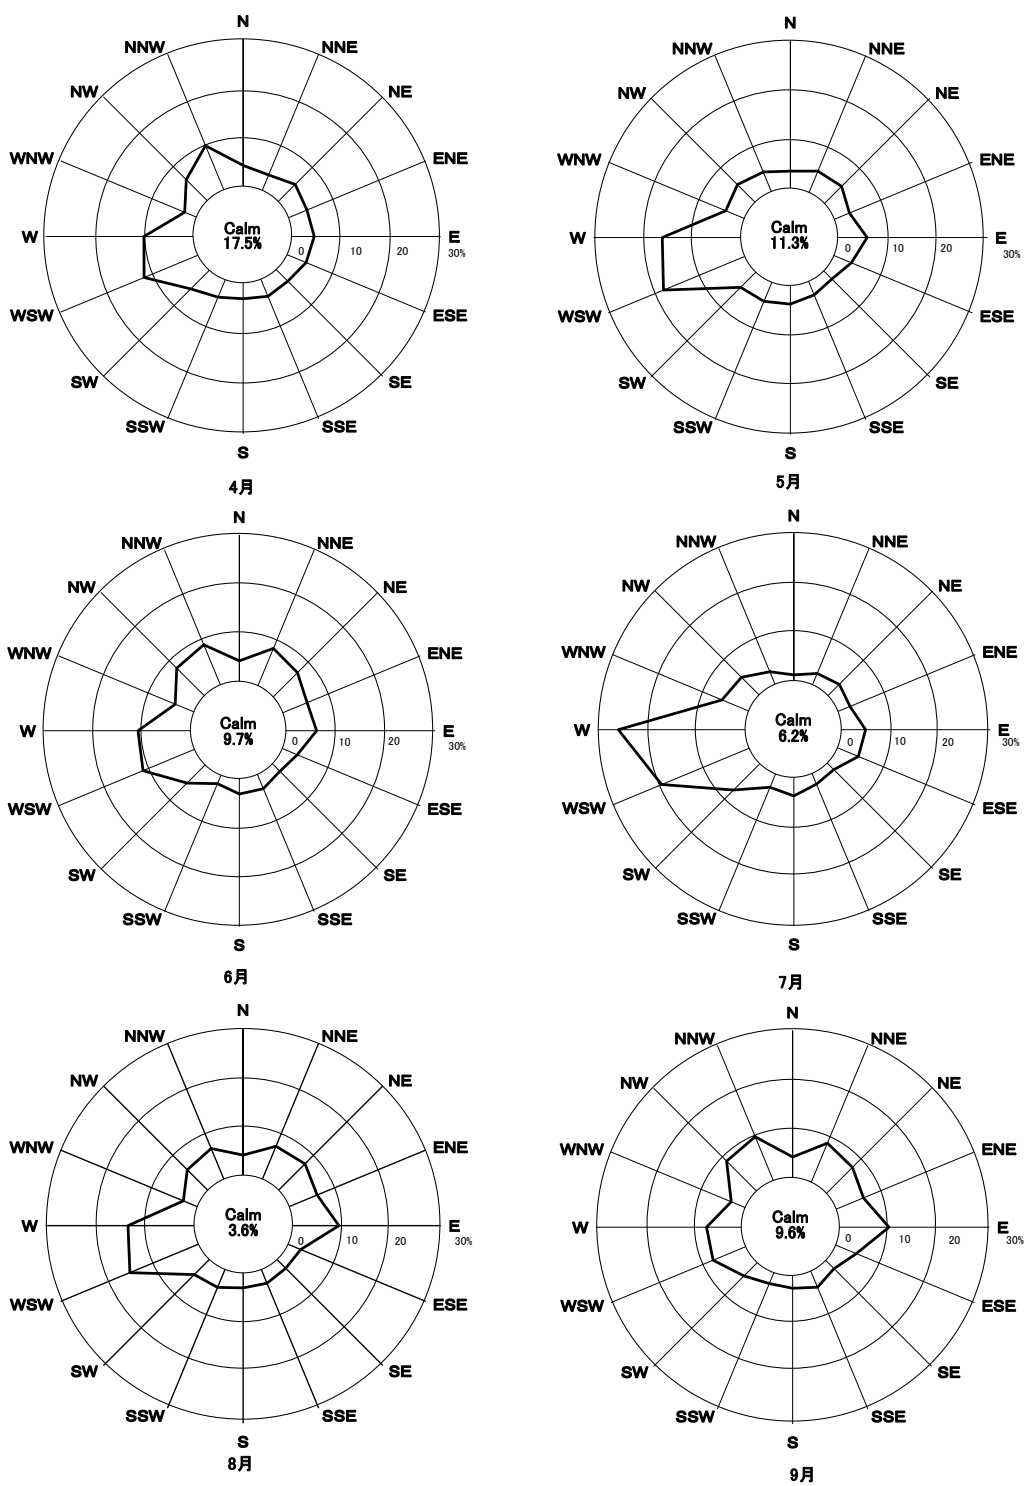 N
NNW NNE
NW NE
WNW ENE
Calm
17.5%
W E
0 10 20 30%
WSW ESE
SW SE
SSW SSE
S
4月
N
NNW NNE
NW NE
WNW ENE
Calm
11.3%
W E
0 10 20 30%
WSW ESE
SW SE
SSW SSE
S
5月
N
NNW NNE
NW NE
WNW ENE
Calm
9.7%
W E
0 10 20 30%
WSW ESE
SW SE
SSW SSE
S
6月
N
NNW NNE
NW NE
WNW ENE
Calm
6.2%
W E
0 10 20 30%
WSW ESE
SW SE
SSW SSE
S
7月
N
NNW NNE
NW NE
WNW ENE
Calm
3.6%
W E
0 10 20 30%
WSW ESE
SW SE
SSW SSE
S
8月
N
NNW NNE
NW NE
WNW ENE
Calm
9.6%
W E
0 10 20 30%
WSW ESE
SW SE
SSW SSE
S
9月